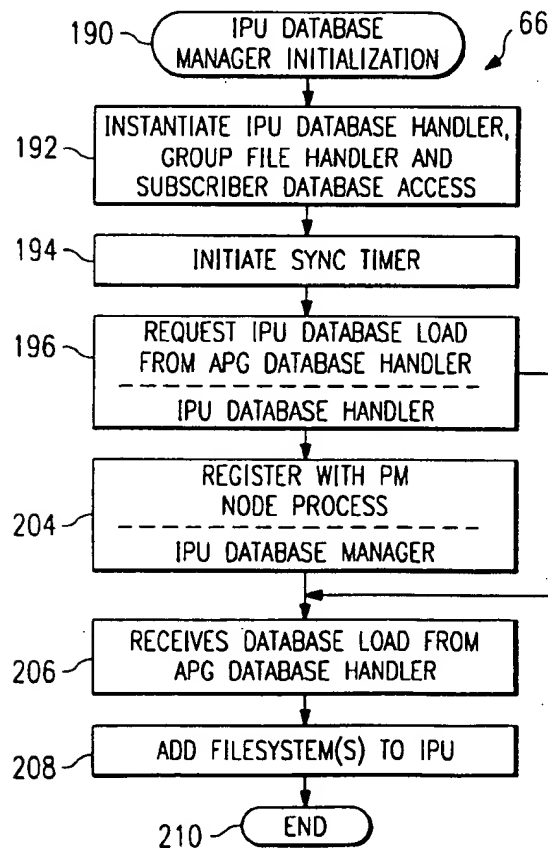 190
IPU DATABASE
MANAGER INITIALIZATION
66
192
INSTANTIATE IPU DATABASE HANDLER,
GROUP FILE HANDLER AND
SUBSCRIBER DATABASE ACCESS
194
INITIATE SYNC TIMER
196
REQUEST IPU DATABASE LOAD
FROM APG DATABASE HANDLER
IPU DATABASE HANDLER
204
REGISTER WITH PM
NODE PROCESS
IPU DATABASE MANAGER
206
RECEIVES DATABASE LOAD FROM
APG DATABASE HANDLER
208
ADD FILESYSTEM(S) TO IPU
210
END